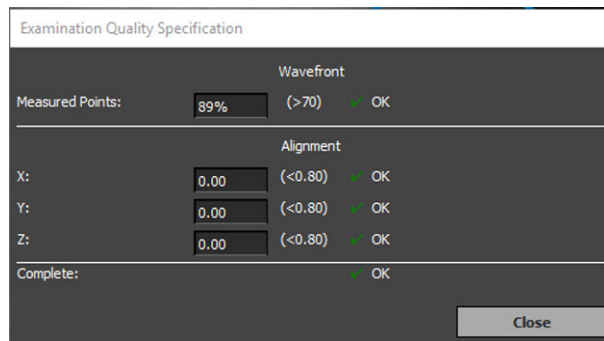 Examination Quality Specification
Wavefront
Measured Points: 89% (>70) ✓ OK
Alignment
X: 0.00 (<0.80) ✓ OK
Y: 0.00 (<0.80) ✓ OK
Z: 0.00 (<0.80) ✓ OK
Complete: ✓ OK
Close